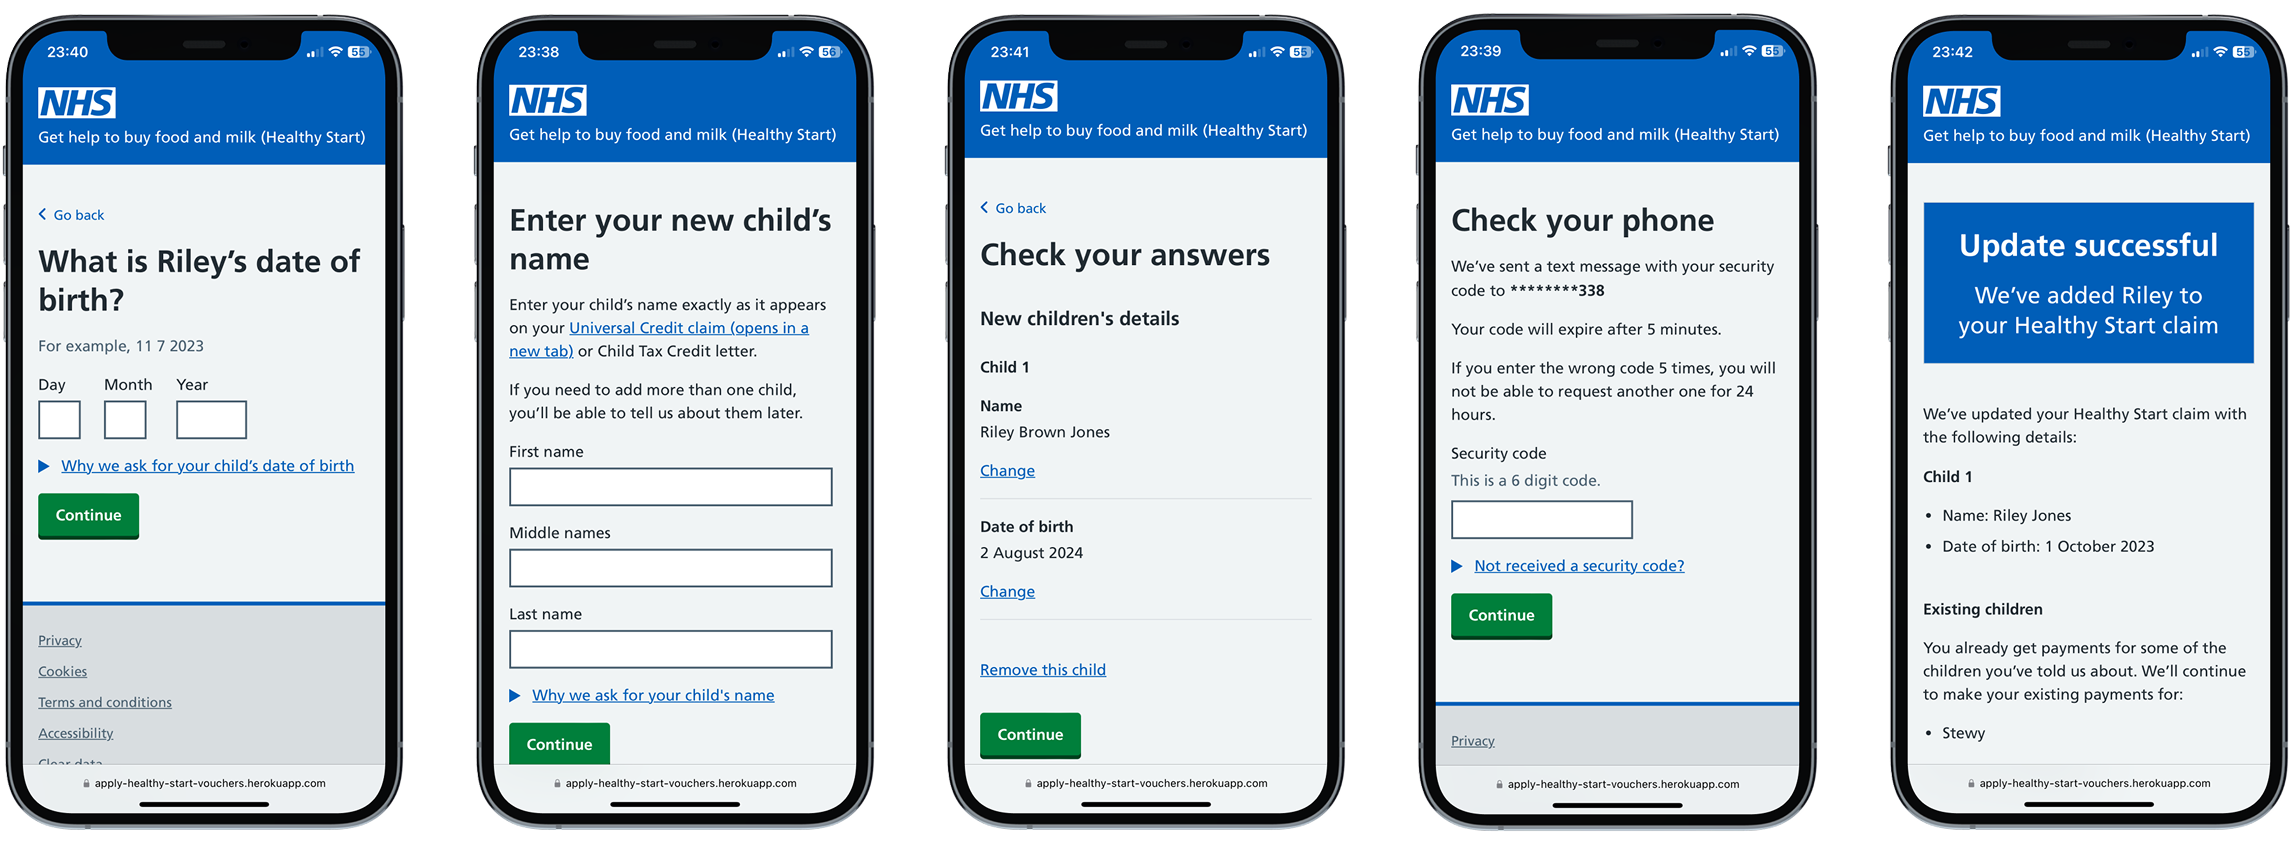 23:40
55
NHS
Get help to buy food and milk (Healthy Start)
Go back
What is Riley’s date of
birth?
For example, 11 7 2023
Day Month Year
Why we ask for your child’s date of birth
Continue
Privacy
Cookies
Terms and conditions
Accessibility
Clear data
apply-healthy-start-vouchers.herokuapp.com
23:38
56
NHS
Get help to buy food and milk (Healthy Start)
Enter your new child’s
name
Enter your child’s name exactly as it appears
on your Universal Credit claim (opens in a
new tab) or Child Tax Credit letter.
If you need to add more than one child,
you’ll be able to tell us about them later.
First name
Middle names
Last name
Why we ask for your child's name
Continue
apply-healthy-start-vouchers.herokuapp.com
23:41
55
NHS
Get help to buy food and milk (Healthy Start)
Go back
Check your answers
New children's details
Child 1
Name
Riley Brown Jones
Change
Date of birth
2 August 2024
Change
Remove this child
Continue
apply-healthy-start-vouchers.herokuapp.com
23:39
55
NHS
Get help to buy food and milk (Healthy Start)
Check your phone
We’ve sent a text message with your security
code to ********338
Your code will expire after 5 minutes.
If you enter the wrong code 5 times, you will
not be able to request another one for 24
hours.
Security code
This is a 6 digit code.
Not received a security code?
Continue
Privacy
apply-healthy-start-vouchers.herokuapp.com
23:42
55
NHS
Get help to buy food and milk (Healthy Start)
Update successful
We’ve added Riley to
your Healthy Start claim
We’ve updated your Healthy Start claim with
the following details:
Child 1
• Name: Riley Jones
• Date of birth: 1 October 2023
Existing children
You already get payments for some of the
children you’ve told us about. We’ll continue
to make your existing payments for:
• Stewy
apply-healthy-start-vouchers.herokuapp.com